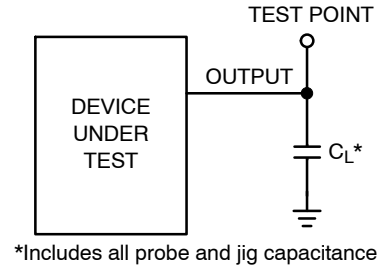 TEST POINT
OUTPUT
DEVICE
UNDER
TEST
CL*
*Includes all probe and jig capacitance